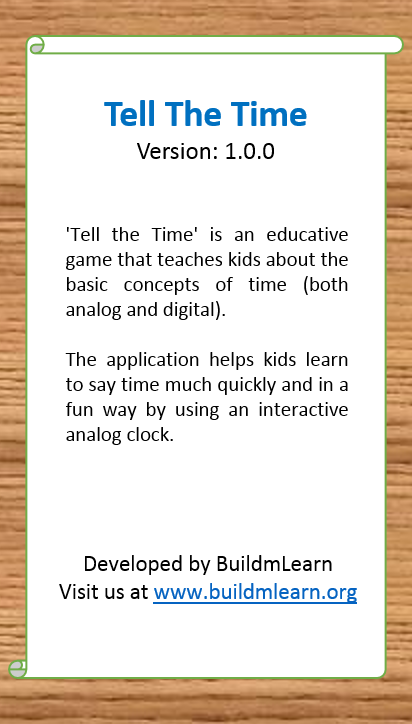 Tell The Time
Version: 1.0.0
'Tell the Time' is an educative
game that teaches kids about the
basic concepts of time (both
analog and digital).
The application helps kids learn
to say time much quickly and in a
fun way by using an interactive
analog clock.
Developed by BuildmLearn
Visit us at www.buildmlearn.org